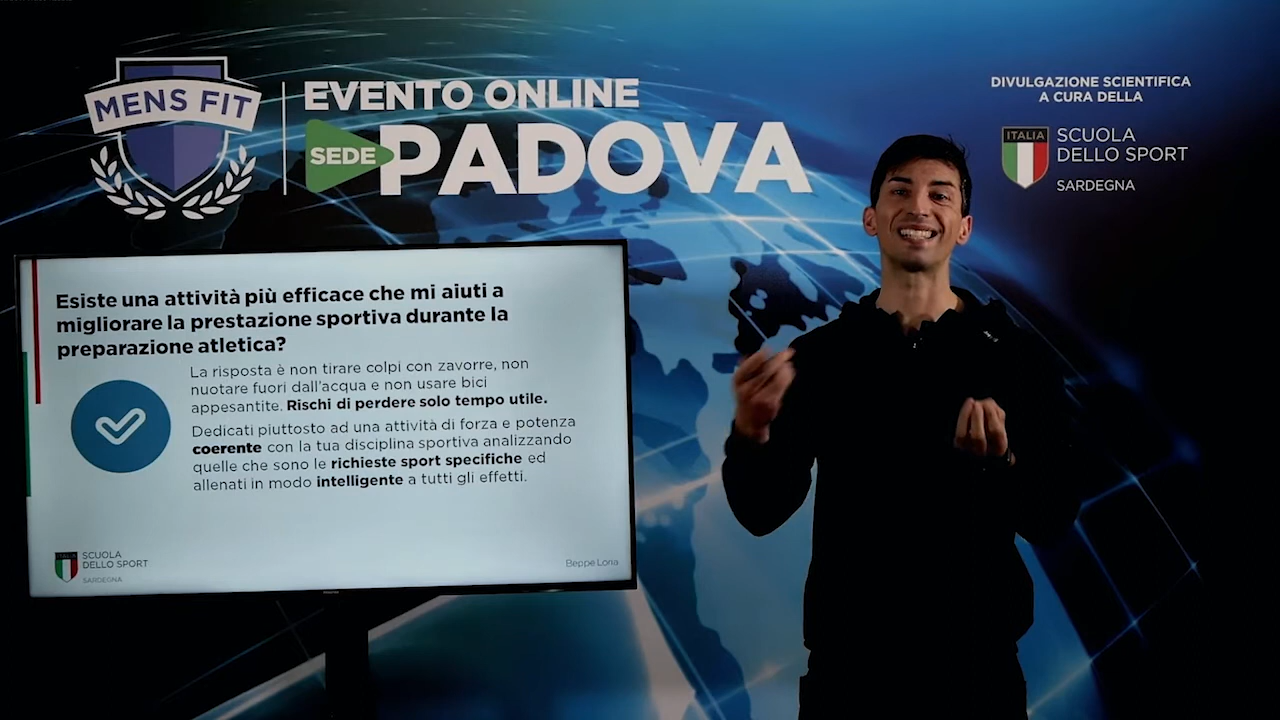 MENS FIT
EVENTO ONLINE
SEDE
PADOVA
DIVULGAZIONE SCIENTIFICA
A CURA DELLA
ITALIA
SCUOLA
DELLO SPORT
SARDEGNA
Esiste una attività più efficace che mi aiuti a
migliorare la prestazione sportiva durante la
preparazione atletica?
La risposta è non tirare colpi con zavorre, non
nuotare fuori dall'acqua e non usare bici
appesantite. Rischi di perdere solo tempo utile.
Dedicati piuttosto ad una attività di forza e potenza
coerente con la tua disciplina sportiva analizzando
quelle che sono le richieste sport specifiche ed
allenati in modo intelligente a tutti gli effetti.
ITALIA
SCUOLA
DELLO SPORT
SARDEGNA
Beppe Loria